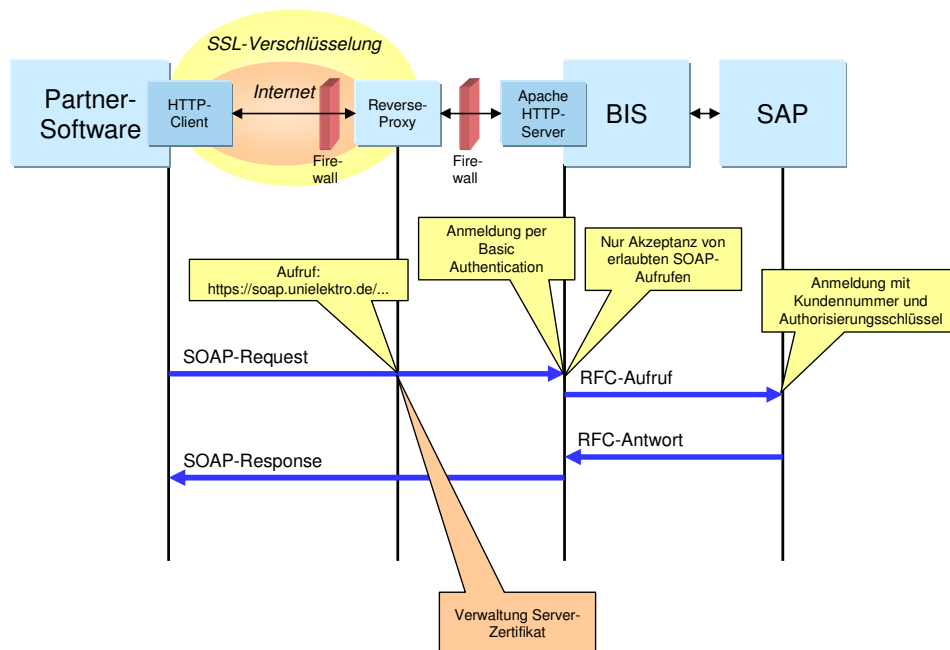 SSL-Verschlüsselung
Partner-
Software
HTTP-
Client
Internet
Fire-
wall
Reverse-
Proxy
Fire-
wall
Apache
HTTP-
Server
BIS
SAP
Aufruf:
https://soap.unielektro.de/...
Anmeldung per
Basic
Authentication
Nur Akzeptanz von
erlaubten SOAP-
Aufrufen
Anmeldung mit
Kundennummer und
Authorisierungsschlüssel
SOAP-Request
RFC-Aufruf
RFC-Antwort
SOAP-Response
Verwaltung Server-
Zertifikat